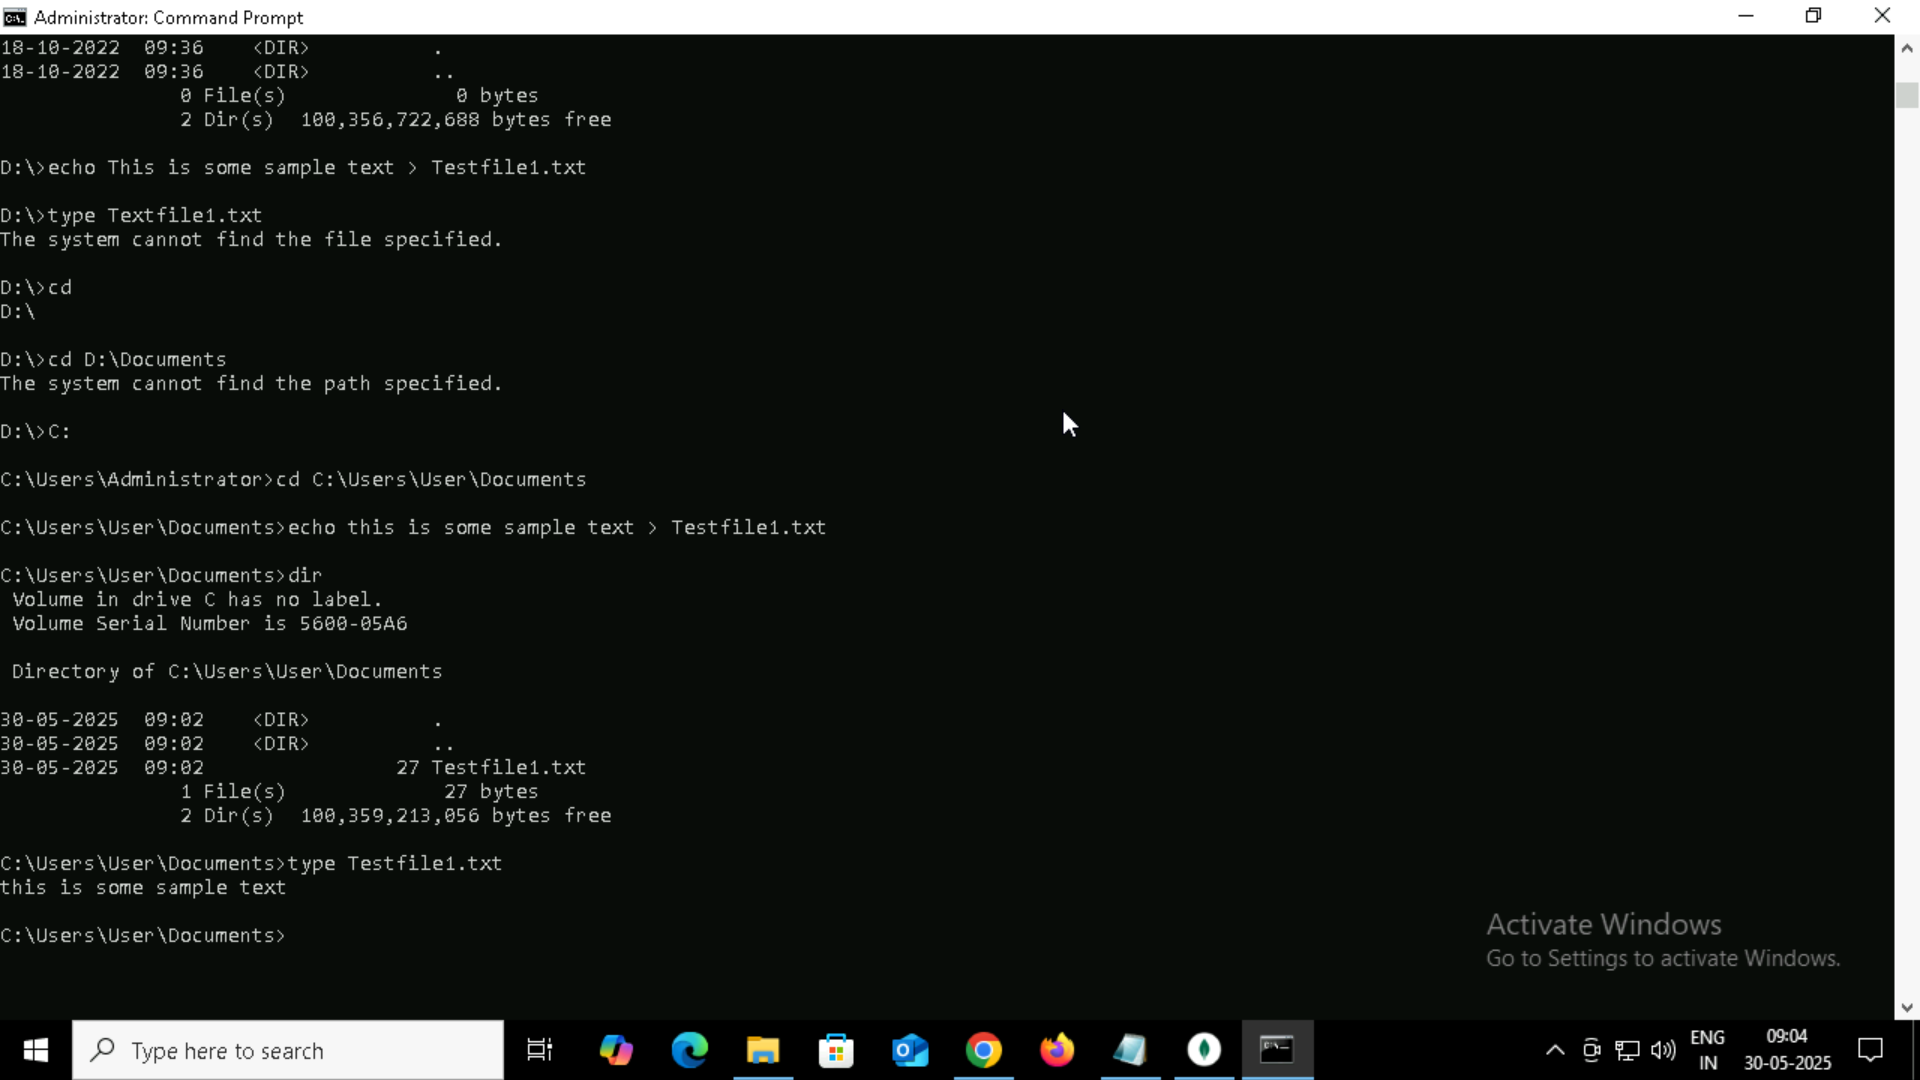 Administrator: Command Prompt
18-10-2022  09:36    <DIR>          .
18-10-2022  09:36    <DIR>          ..
               0 File(s)              0 bytes
               2 Dir(s)  100,356,722,688 bytes free
D:\>echo This is some sample text > Testfile1.txt
D:\>type Textfile1.txt
The system cannot find the file specified.
D:\>cd
D:\
D:\>cd D:\Documents
The system cannot find the path specified.
D:\>C:
C:\Users\Administrator>cd C:\Users\User\Documents
C:\Users\User\Documents>echo this is some sample text > Testfile1.txt
C:\Users\User\Documents>dir
 Volume in drive C has no label.
 Volume Serial Number is 5600-05A6
 Directory of C:\Users\User\Documents
30-05-2025  09:02    <DIR>          .
30-05-2025  09:02    <DIR>          ..
30-05-2025  09:02                27 Testfile1.txt
               1 File(s)             27 bytes
               2 Dir(s)  100,359,213,056 bytes free
C:\Users\User\Documents>type Testfile1.txt
this is some sample text
C:\Users\User\Documents>
Activate Windows
Go to Settings to activate Windows.
Type here to search
ENG
IN
09:04
30-05-2025